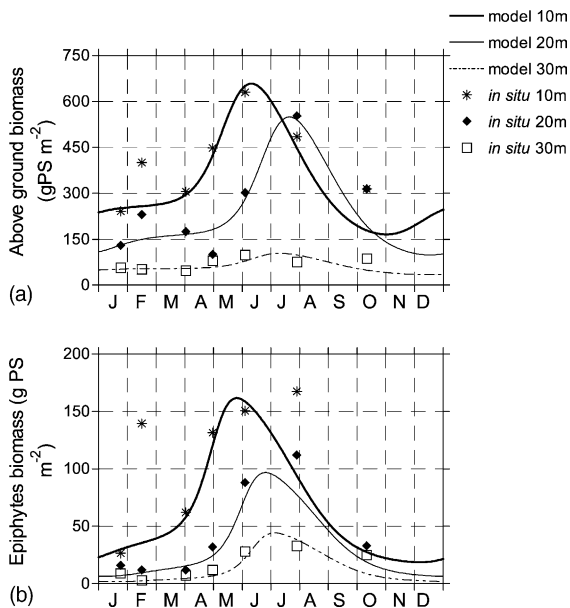 model 10m
model 20m
model 30m
in situ 10m
in situ 20m
in situ 30m
Above ground biomass
(gPS m-2)
750
600
450
300
150
0
J F M A M J J A S O N D
(a)
Epiphytes biomass (g PS
m-2)
200
150
100
50
0
J F M A M J J A S O N D
(b)